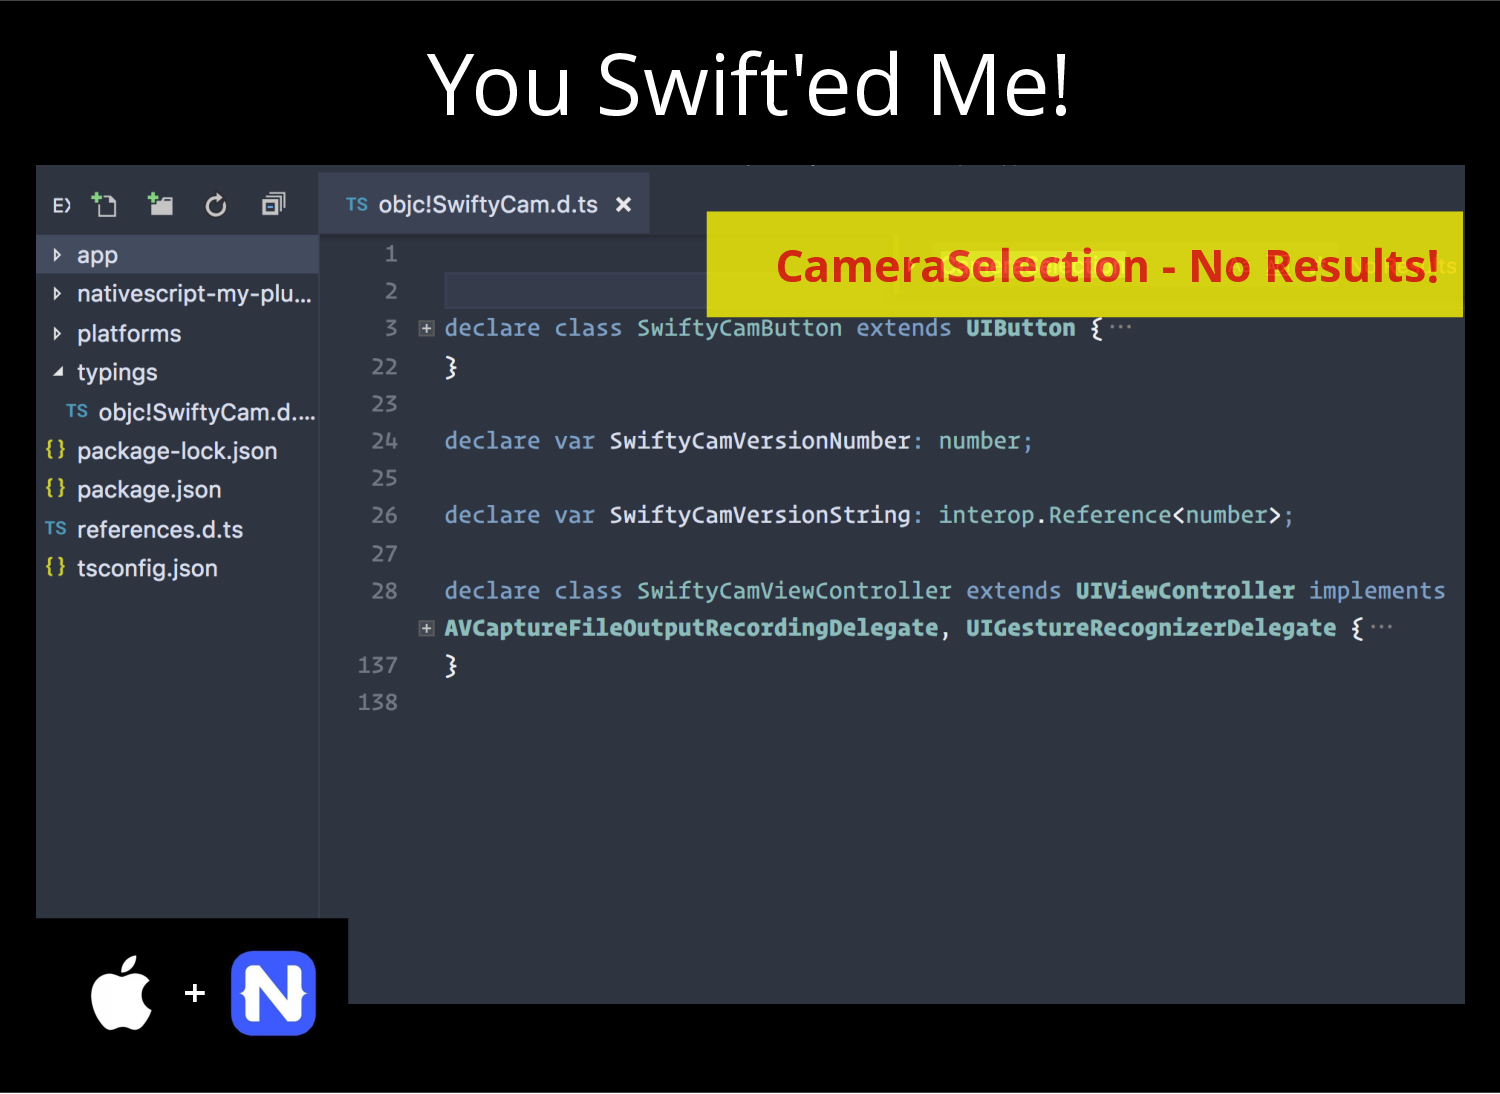 You Swift'ed Me!
TS objc!SwiftyCam.d.ts ×
CameraSelection - No Results!
app
nativescript-my-plu...
platforms
typings
TS objc!SwiftyCam.d....
{} package-lock.json
{} package.json
TS references.d.ts
{} tsconfig.json
1
2
3 declare class SwiftyCamButton extends UIButton {···
22 }
23
24 declare var SwiftyCamVersionNumber: number;
25
26 declare var SwiftyCamVersionString: interop.Reference<number>;
27
28 declare class SwiftyCamViewController extends UIViewController implements
AVCaptureFileOutputRecordingDelegate, UIGestureRecognizerDelegate {···
137 }
138
+
N